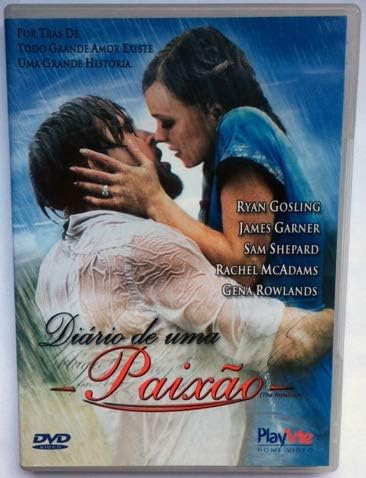 POR TRÁS DE
TODO GRANDE AMOR EXISTE
UMA GRANDE HISTÓRIA.
RYAN GOSLING
JAMES GARNER
SAM SHEPARD
RACHEL MCADAMS
GENA ROWLANDS
Diário de uma
Paixão
(The Notebook)
DVD
VIDEO
PlayArte
HOME VIDEO